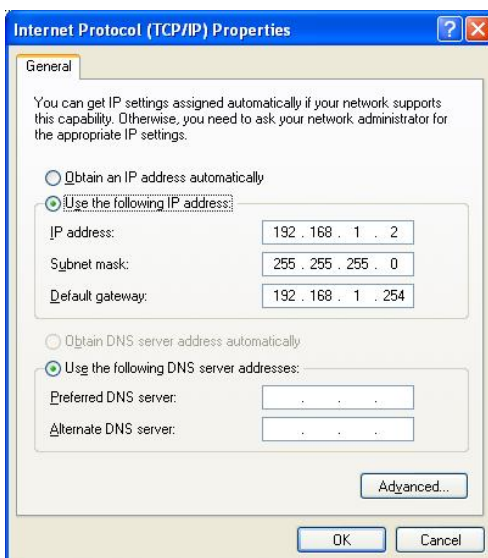 Internet Protocol (TCP/IP) Properties
General
You can get IP settings assigned automatically if your network supports
this capability. Otherwise, you need to ask your network administrator for
the appropriate IP settings.
Obtain an IP address automatically
Use the following IP address:
IP address: 192 . 168 . 1 . 2
Subnet mask: 255 . 255 . 255 . 0
Default gateway: 192 . 168 . 1 . 254
Obtain DNS server address automatically
Use the following DNS server addresses:
Preferred DNS server: . . .
Alternate DNS server: . . .
Advanced...
OK Cancel